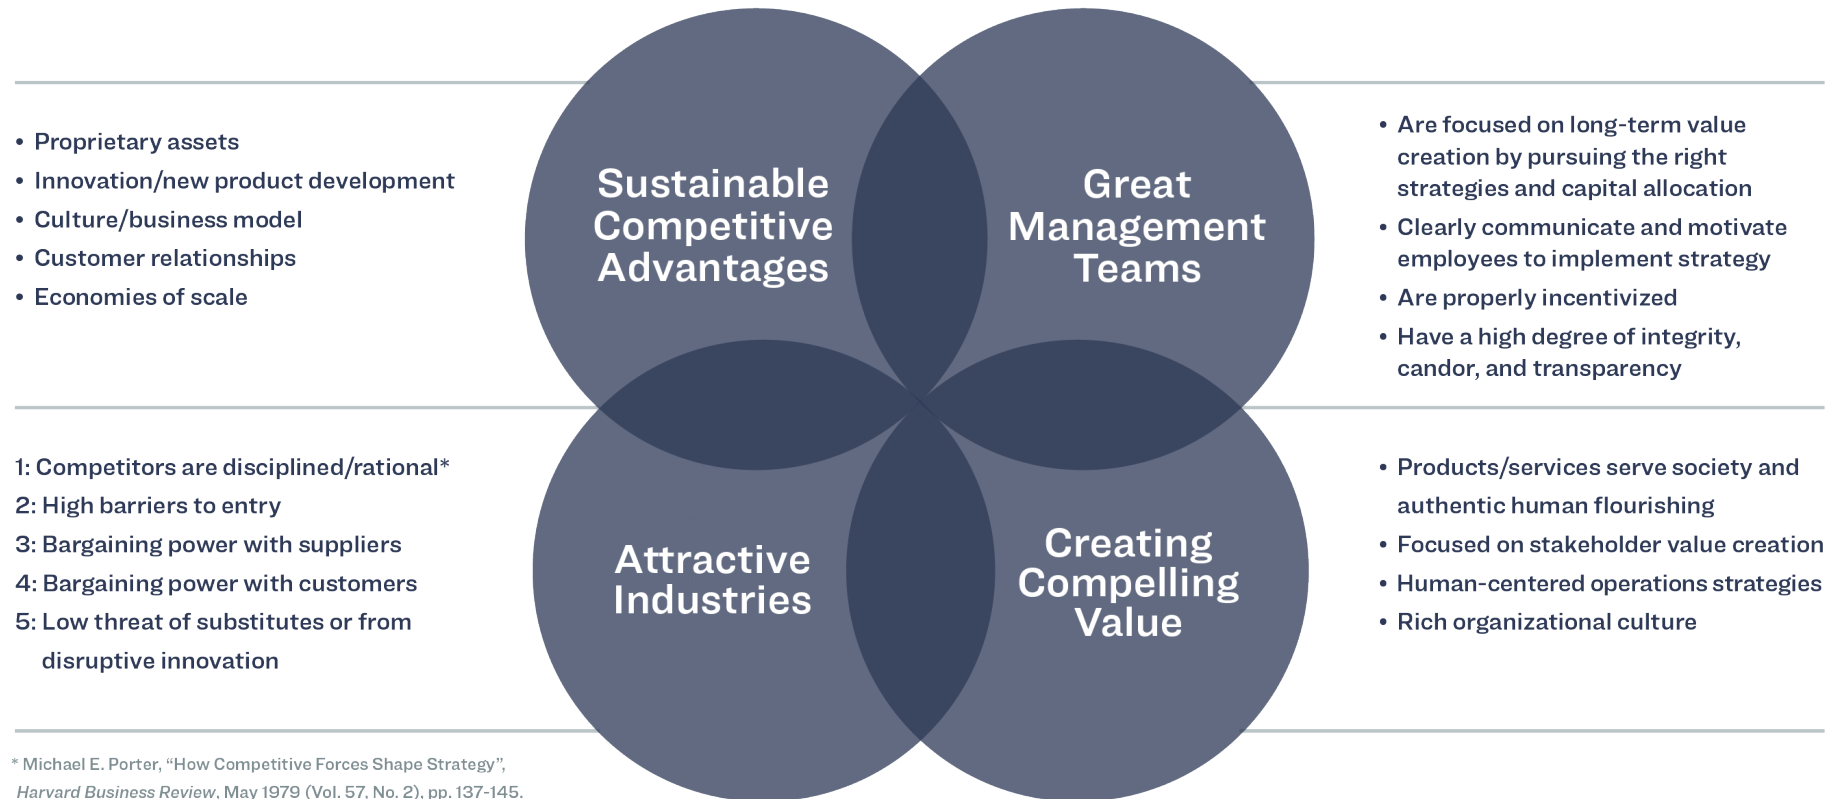 • Proprietary assets
• Innovation/new product development
• Culture/business model
• Customer relationships
• Economies of scale
Sustainable
Competitive
Advantages
Great
Management
Teams
• Are focused on long-term value
creation by pursuing the right
strategies and capital allocation
• Clearly communicate and motivate
employees to implement strategy
• Are properly incentivized
• Have a high degree of integrity,
candor, and transparency
1: Competitors are disciplined/rational*
2: High barriers to entry
3: Bargaining power with suppliers
4: Bargaining power with customers
5: Low threat of substitutes or from
disruptive innovation
Attractive
Industries
Creating
Compelling
Value
• Products/services serve society and
authentic human flourishing
• Focused on stakeholder value creation
• Human-centered operations strategies
• Rich organizational culture
* Michael E. Porter, “How Competitive Forces Shape Strategy”,
Harvard Business Review, May 1979 (Vol. 57, No. 2), pp. 137-145.